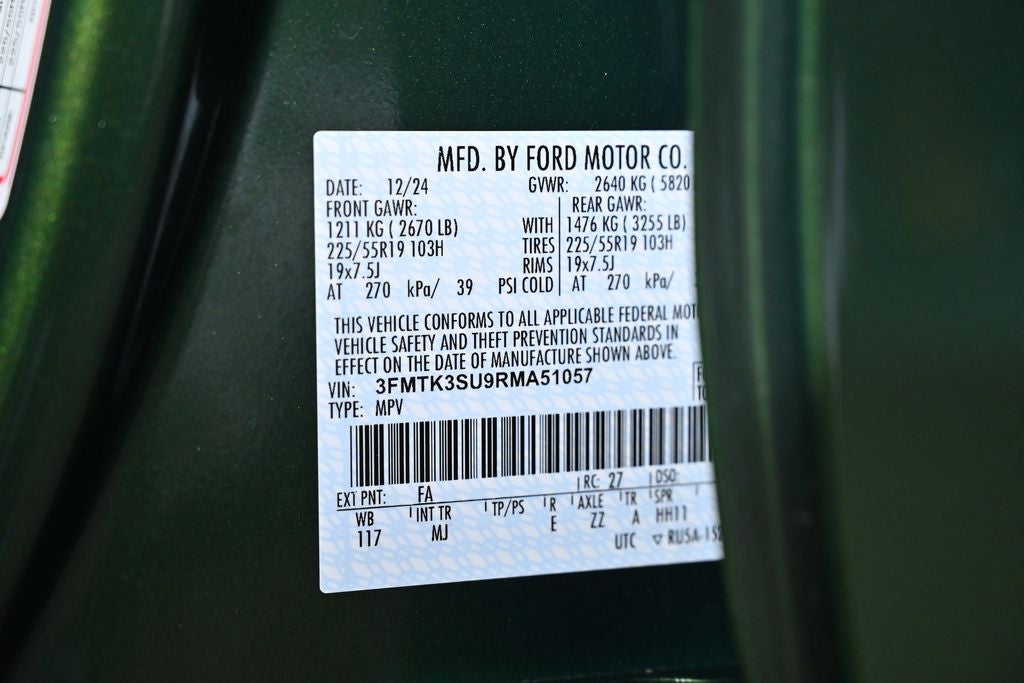 MFD. BY FORD MOTOR CO.
DATE: 12/24 GVWR: 2640 KG ( 5820
FRONT GAWR: REAR GAWR:
1211 KG ( 2670 LB) WITH 1476 KG ( 3255 LB)
225/55R19 103H TIRES 225/55R19 103H
19x7.5J RIMS 19x7.5J
AT 270 kPa/ 39 PSI COLD AT 270 kPa/
THIS VEHICLE CONFORMS TO ALL APPLICABLE FEDERAL MOT
VEHICLE SAFETY AND THEFT PREVENTION STANDARDS IN
EFFECT ON THE DATE OF MANUFACTURE SHOWN ABOVE.
VIN: 3FMTK3SU9RMA51057
TYPE: MPV
EXT PNT: FA RC: 27 DSO:
WB INT TR TP/PS R AXLE TR SPR
117 MJ E ZZ A HH11
UTC ▽ RUSA-152